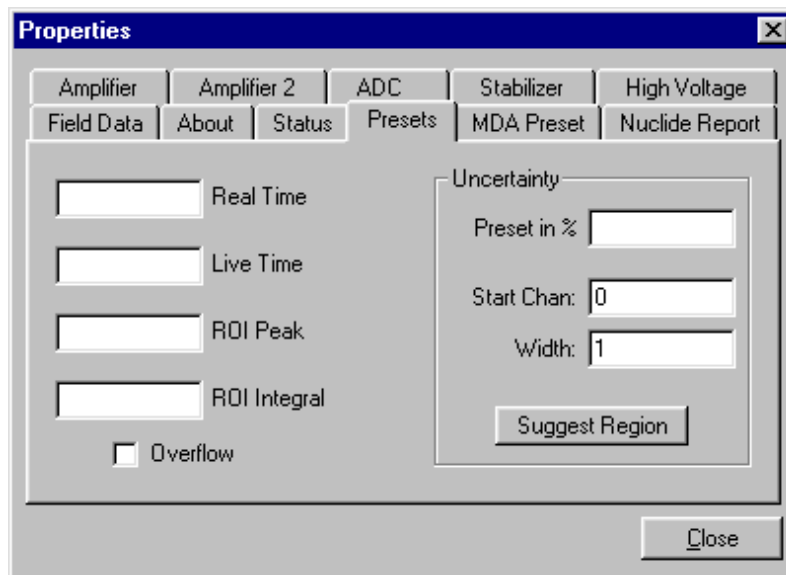 Properties
Amplifier Amplifier 2 ADC Stabilizer High Voltage
Field Data About Status Presets MDA Preset Nuclide Report
Real Time
Live Time
ROI Peak
ROI Integral
Overflow
Uncertainty
Preset in %
Start Chan: 0
Width: 1
Suggest Region
Close